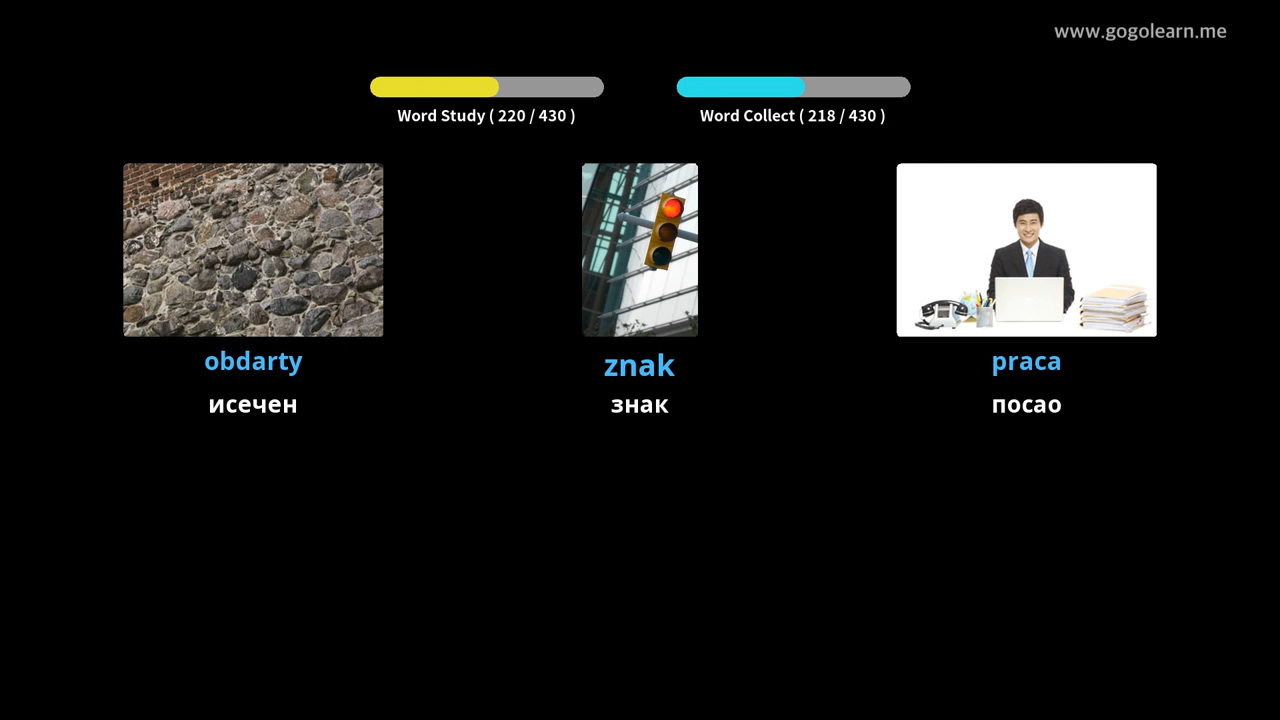 www.gogolearn.me
Word Study ( 220 / 430 )
Word Collect ( 218 / 430 )
obdarty
znak
praca
исечен
знак
посао